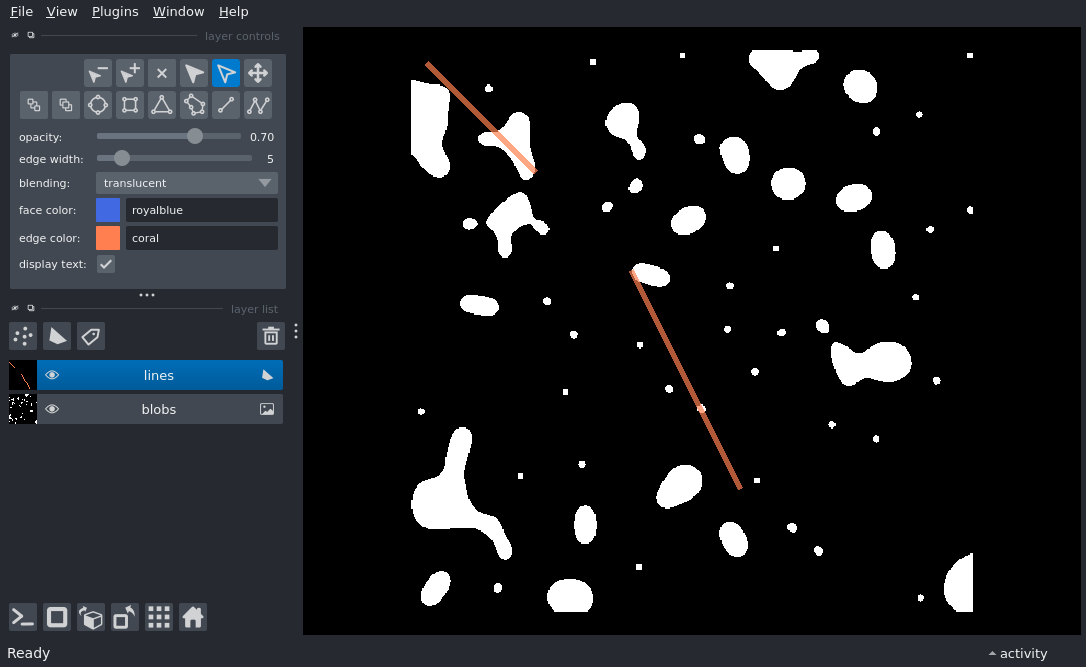 File View Plugins Window Help
layer controls
opacity: 0.70
edge width: 5
blending: translucent
face color: royalblue
edge color: coral
display text:
layer list
lines
blobs
Ready
activity